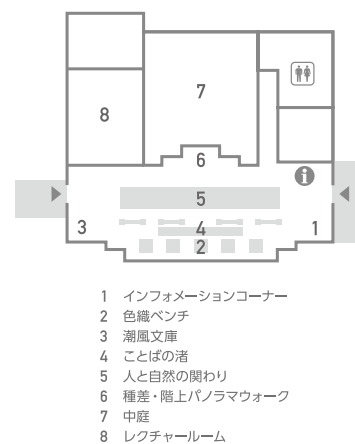 7
8
6
5
3
4
1
2
1 インフォメーションコーナー
2 色織ベンチ
3 潮風文庫
4 ことばの渚
5 人と自然の関わり
6 種差・階上パノラマウォーク
7 中庭
8 レクチャールーム